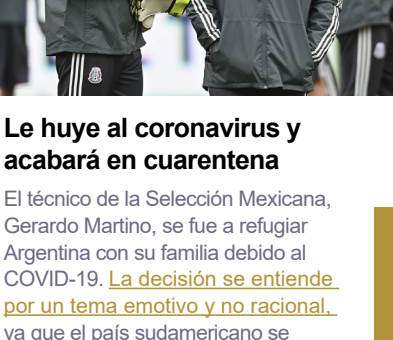 Le huye al coronavirus y
acabará en cuarentena
El técnico de la Selección Mexicana,
Gerardo Martino, se fue a refugiar
Argentina con su familia debido al
COVID-19. La decisión se entiende
por un tema emotivo y no racional,
ya que el país sudamericano se